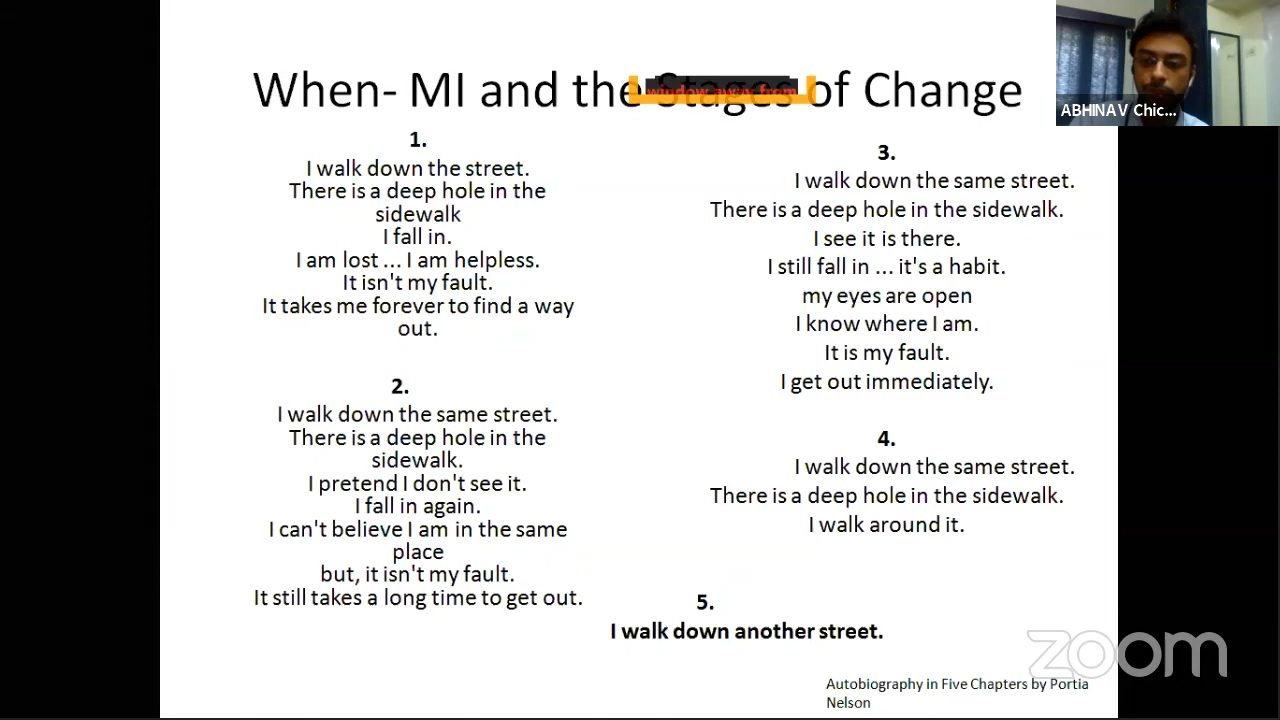 When- MI and the Stages of Change
window away from
ABHINAV Chic...
1.
I walk down the street.
There is a deep hole in the
sidewalk
I fall in.
I am lost ... I am helpless.
It isn't my fault.
It takes me forever to find a way
out.
2.
I walk down the same street.
There is a deep hole in the
sidewalk.
I pretend I don't see it.
I fall in again.
I can't believe I am in the same
place
but, it isn't my fault.
It still takes a long time to get out.
3.
I walk down the same street.
There is a deep hole in the sidewalk.
I see it is there.
I still fall in ... it's a habit.
my eyes are open
I know where I am.
It is my fault.
I get out immediately.
4.
I walk down the same street.
There is a deep hole in the sidewalk.
I walk around it.
5.
I walk down another street.
zoom
Autobiography in Five Chapters by Portia
Nelson